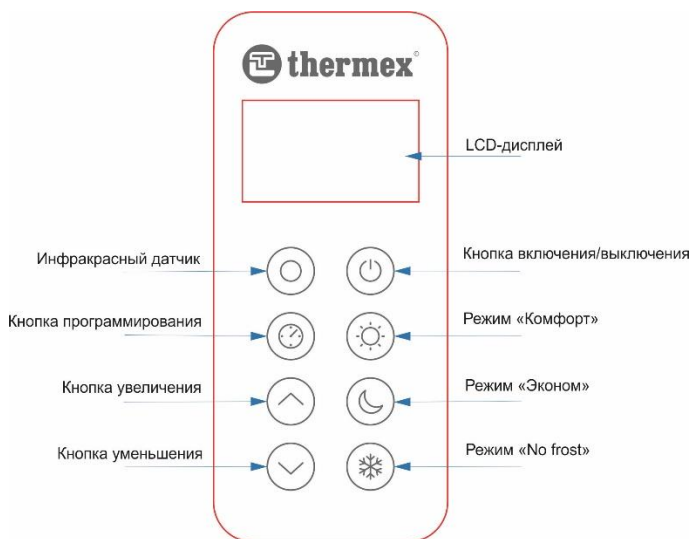 thermex®
LCD-дисплей
Инфракрасный датчик
Кнопка включения/выключения
Кнопка программирования
Режим «Комфорт»
Кнопка увеличения
Режим «Эконом»
Кнопка уменьшения
Режим «No frost»